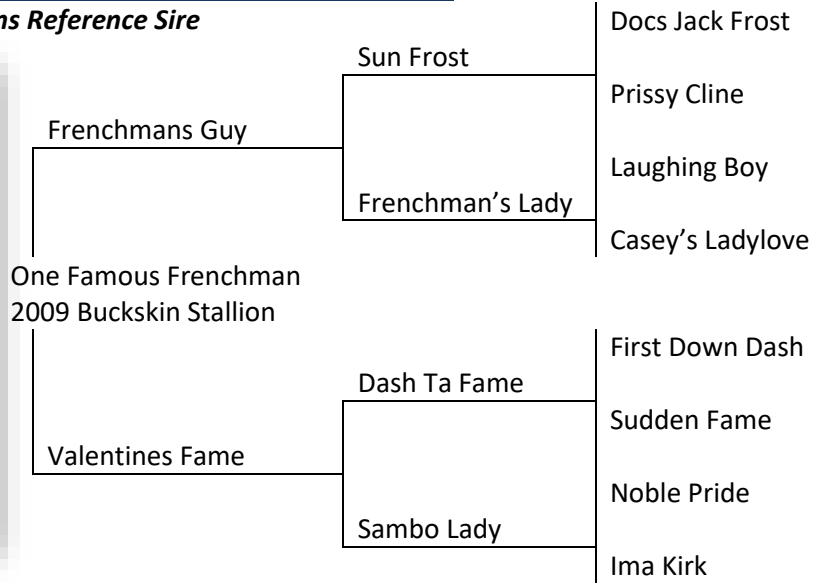 ns Reference Sire
Docs Jack Frost
Sun Frost
Prissy Cline
Frenchmans Guy
Laughing Boy
Frenchman’s Lady
Casey’s Ladylove
One Famous Frenchman
2009 Buckskin Stallion
First Down Dash
Dash Ta Fame
Sudden Fame
Valentines Fame
Noble Pride
Sambo Lady
Ima Kirk